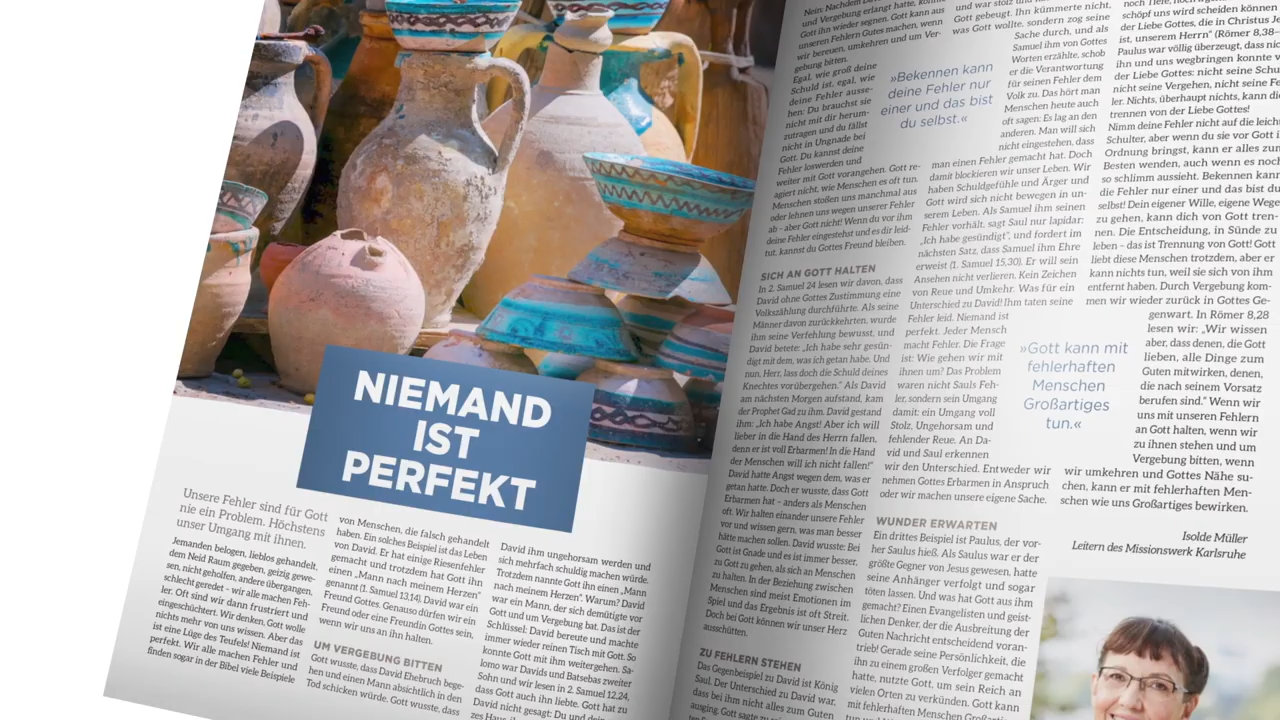 NIEMAND
IST
PERFEKT
Unsere Fehler sind für Gott
nie ein Problem. Höchstens
unser Umgang mit ihnen.
Jemanden belogen, lieblos gehandelt,
dem Neid Raum gegeben, geizig gewe-
sen, nicht geholfen, andere übergangen,
schlecht geredet – wir alle machen Feh-
ler. Oft sind wir dann frustriert und
eingeschüchtert. Wir denken, Gott wolle
nichts mehr von uns wissen. Aber das
ist eine Lüge des Teufels! Niemand ist
perfekt. Wir alle machen Fehler und
finden sogar in der Bibel viele Beispiele
von Menschen, die falsch gehandelt
haben. Ein solches Beispiel ist das Leben
von David. Er hat einige Riesenfehler
gemacht und trotzdem hat Gott ihn
einen „Mann nach meinem Herzen"
genannt (1. Samuel 13,14). David war ein
Freund Gottes. Genauso dürfen wir ein
Freund oder eine Freundin Gottes sein,
wenn wir uns an ihn halten.
UM VERGEBUNG BITTEN
Gott wusste, dass David Ehebruch bege-
hen und einen Mann absichtlich in den
Tod schicken würde. Gott wusste, dass
David ihm ungehorsam werden und
sich mehrfach schuldig machen würde.
Trotzdem nannte Gott ihn einen „Mann
nach meinem Herzen". Warum? David
war ein Mann, der sich demütigte vor
Gott und um Vergebung bat. Das ist der
Schlüssel: David bereute und machte
immer wieder reinen Tisch mit Gott. So
konnte Gott mit ihm weitergehen. Sa-
lomo war Davids und Batsebas zweiter
Sohn und wir lesen in 2. Samuel 12,24,
dass Gott auch ihn liebte. Gott hat zu
David nicht gesagt: Du und dein
Nein: Nachdem
und Vergebung erlangt hatte, konnte
Gott ihn wieder segnen. Gott kann aus
unseren Fehlern Gutes machen, wenn
wir bereuen, umkehren und um Ver-
gebung bitten.
Egal, wie groß deine
Schuld ist, egal, wie
deine Fehler ausse-
hen: Du brauchst sie
nicht mit dir herum-
zutragen und du fällst
nicht in Ungnade bei
Gott. Du kannst deine
Fehler loswerden und
weiter mit Gott vorangehen. Gott re-
agiert nicht, wie Menschen es oft tun.
Menschen stoßen uns manchmal aus
oder lehnen uns wegen unserer Fehler
ab – aber Gott nicht! Wenn du vor ihm
deine Fehler eingestehst und es dir leid-
tut, kannst du Gottes Freund bleiben.
SICH AN GOTT HALTEN
In 2. Samuel 24 lesen wir davon, dass
David ohne Gottes Zustimmung eine
Volkszählung durchführte. Als seine
Männer davon zurückkehrten, wurde
ihm seine Verfehlung bewusst, und
David betete: „Ich habe sehr gesün-
digt mit dem, was ich getan habe. Und
nun, Herr, lass doch die Schuld deines
Knechtes vorübergehen." Als David
am nächsten Morgen aufstand, kam
der Prophet Gad zu ihm. David gestand
ihm: „Ich habe Angst! Aber ich will
lieber in die Hand des Herrn fallen,
denn er ist voll Erbarmen! In die Hand
der Menschen will ich nicht fallen!"
David hatte Angst wegen dem, was er
getan hatte. Doch er wusste, dass Gott
Erbarmen hat – anders als Menschen
oft. Wir halten einander unsere Fehler
vor und wissen gern, was man besser
hätte machen sollen. David wusste: Bei
Gott ist Gnade und es ist immer besser,
zu Gott zu gehen, als sich an Menschen
zu halten. In der Beziehung zwischen
Menschen sind meist Emotionen im
Spiel und das Ergebnis ist oft Streit.
Doch bei Gott können wir unser Herz
ausschütten.
ZU FEHLERN STEHEN
Das Gegenbeispiel zu David ist König
Saul. Der Unterschied zu David war,
dass bei ihm nicht alles zum Guten
ausging. Gott sagte zu
»Bekennen kann
deine Fehler nur
einer und das bist
du selbst.«
und war stolz und
Gott gebeugt. Ihn kümmerte nicht,
was Gott wollte, sondern zog seine
Sache durch, und als
Samuel ihm von Gottes
Worten erzählte, schob
er die Verantwortung
für seinen Fehler dem
Volk zu. Das hört man
Menschen heute auch
oft sagen: Es lag an den
anderen. Man will sich
nicht eingestehen, dass
man einen Fehler gemacht hat. Doch
damit blockieren wir unser Leben. Wir
haben Schuldgefühle und Ärger und
Gott wird sich nicht bewegen in un-
serem Leben. Als Samuel ihm seinen
Fehler vorhält, sagt Saul nur lapidar:
„Ich habe gesündigt", und fordert im
nächsten Satz, dass Samuel ihm Ehre
erweist (1. Samuel 15,30). Er will sein
Ansehen nicht verlieren. Kein Zeichen
von Reue und Umkehr. Was für ein
Unterschied zu David! Ihm taten seine
Fehler leid. Niemand ist
perfekt. Jeder Mensch
macht Fehler. Die Frage
ist: Wie gehen wir mit
ihnen um? Das Problem
waren nicht Sauls Feh-
ler, sondern sein Umgang
damit: ein Umgang voll
Stolz, Ungehorsam und
fehlender Reue. An Da-
vid und Saul erkennen
wir den Unterschied. Entweder wir
nehmen Gottes Erbarmen in Anspruch
oder wir machen unsere eigene Sache.
WUNDER ERWARTEN
Ein drittes Beispiel ist Paulus, der vor-
her Saulus hieß. Als Saulus war er der
größte Gegner von Jesus gewesen, hatte
seine Anhänger verfolgt und sogar
töten lassen. Und was hat Gott aus ihm
gemacht? Einen Evangelisten und geist-
lichen Denker, der die Ausbreitung der
Guten Nachricht entscheidend voran-
trieb! Gerade seine Persönlichkeit, die
ihn zu einem großen Verfolger gemacht
hatte, nutzte Gott, um sein Reich an
vielen Orten zu verkünden. Gott kann
mit fehlerhaften Menschen
»Gott kann mit
fehlerhaften
Menschen
Großartiges
tun.«
schöpf uns wird scheiden können
der Liebe Gottes, die in Christus
ist, unserem Herrn" (Römer 8,38–
Paulus war völlig überzeugt, dass
ihn und uns wegbringen konnte
der Liebe Gottes: nicht seine
nicht seine Vergehen, nicht seine
ler. Nichts, überhaupt nichts, kann
trennen von der Liebe Gottes!
Nimm deine Fehler nicht auf die
Schulter, aber wenn du sie vor Gott
Ordnung bringst, kann er alles zum
Besten wenden, auch wenn es noch
so schlimm aussieht. Bekennen kann
die Fehler nur einer und das bist du
selbst! Dein eigener Wille, eigene Wege
zu gehen, kann dich von Gott tren-
nen. Die Entscheidung, in Sünde zu
leben – das ist Trennung von Gott! Gott
liebt diese Menschen trotzdem, aber er
kann nichts tun, weil sie sich von ihm
entfernt haben. Durch Vergebung kom-
men wir wieder zurück in Gottes Ge-
genwart. In Römer 8,28
lesen wir: „Wir wissen
aber, dass denen, die Gott
lieben, alle Dinge zum
Guten mitwirken, denen,
die nach seinem Vorsatz
berufen sind." Wenn wir
uns mit unseren Fehlern
an Gott halten, wenn wir
zu ihnen stehen und um
Vergebung bitten, wenn
wir umkehren und Gottes Nähe su-
chen, kann er mit fehlerhaften Men-
schen wie uns Großartiges bewirken.
Isolde Müller
Leitern des Missionswerk Karlsruhe